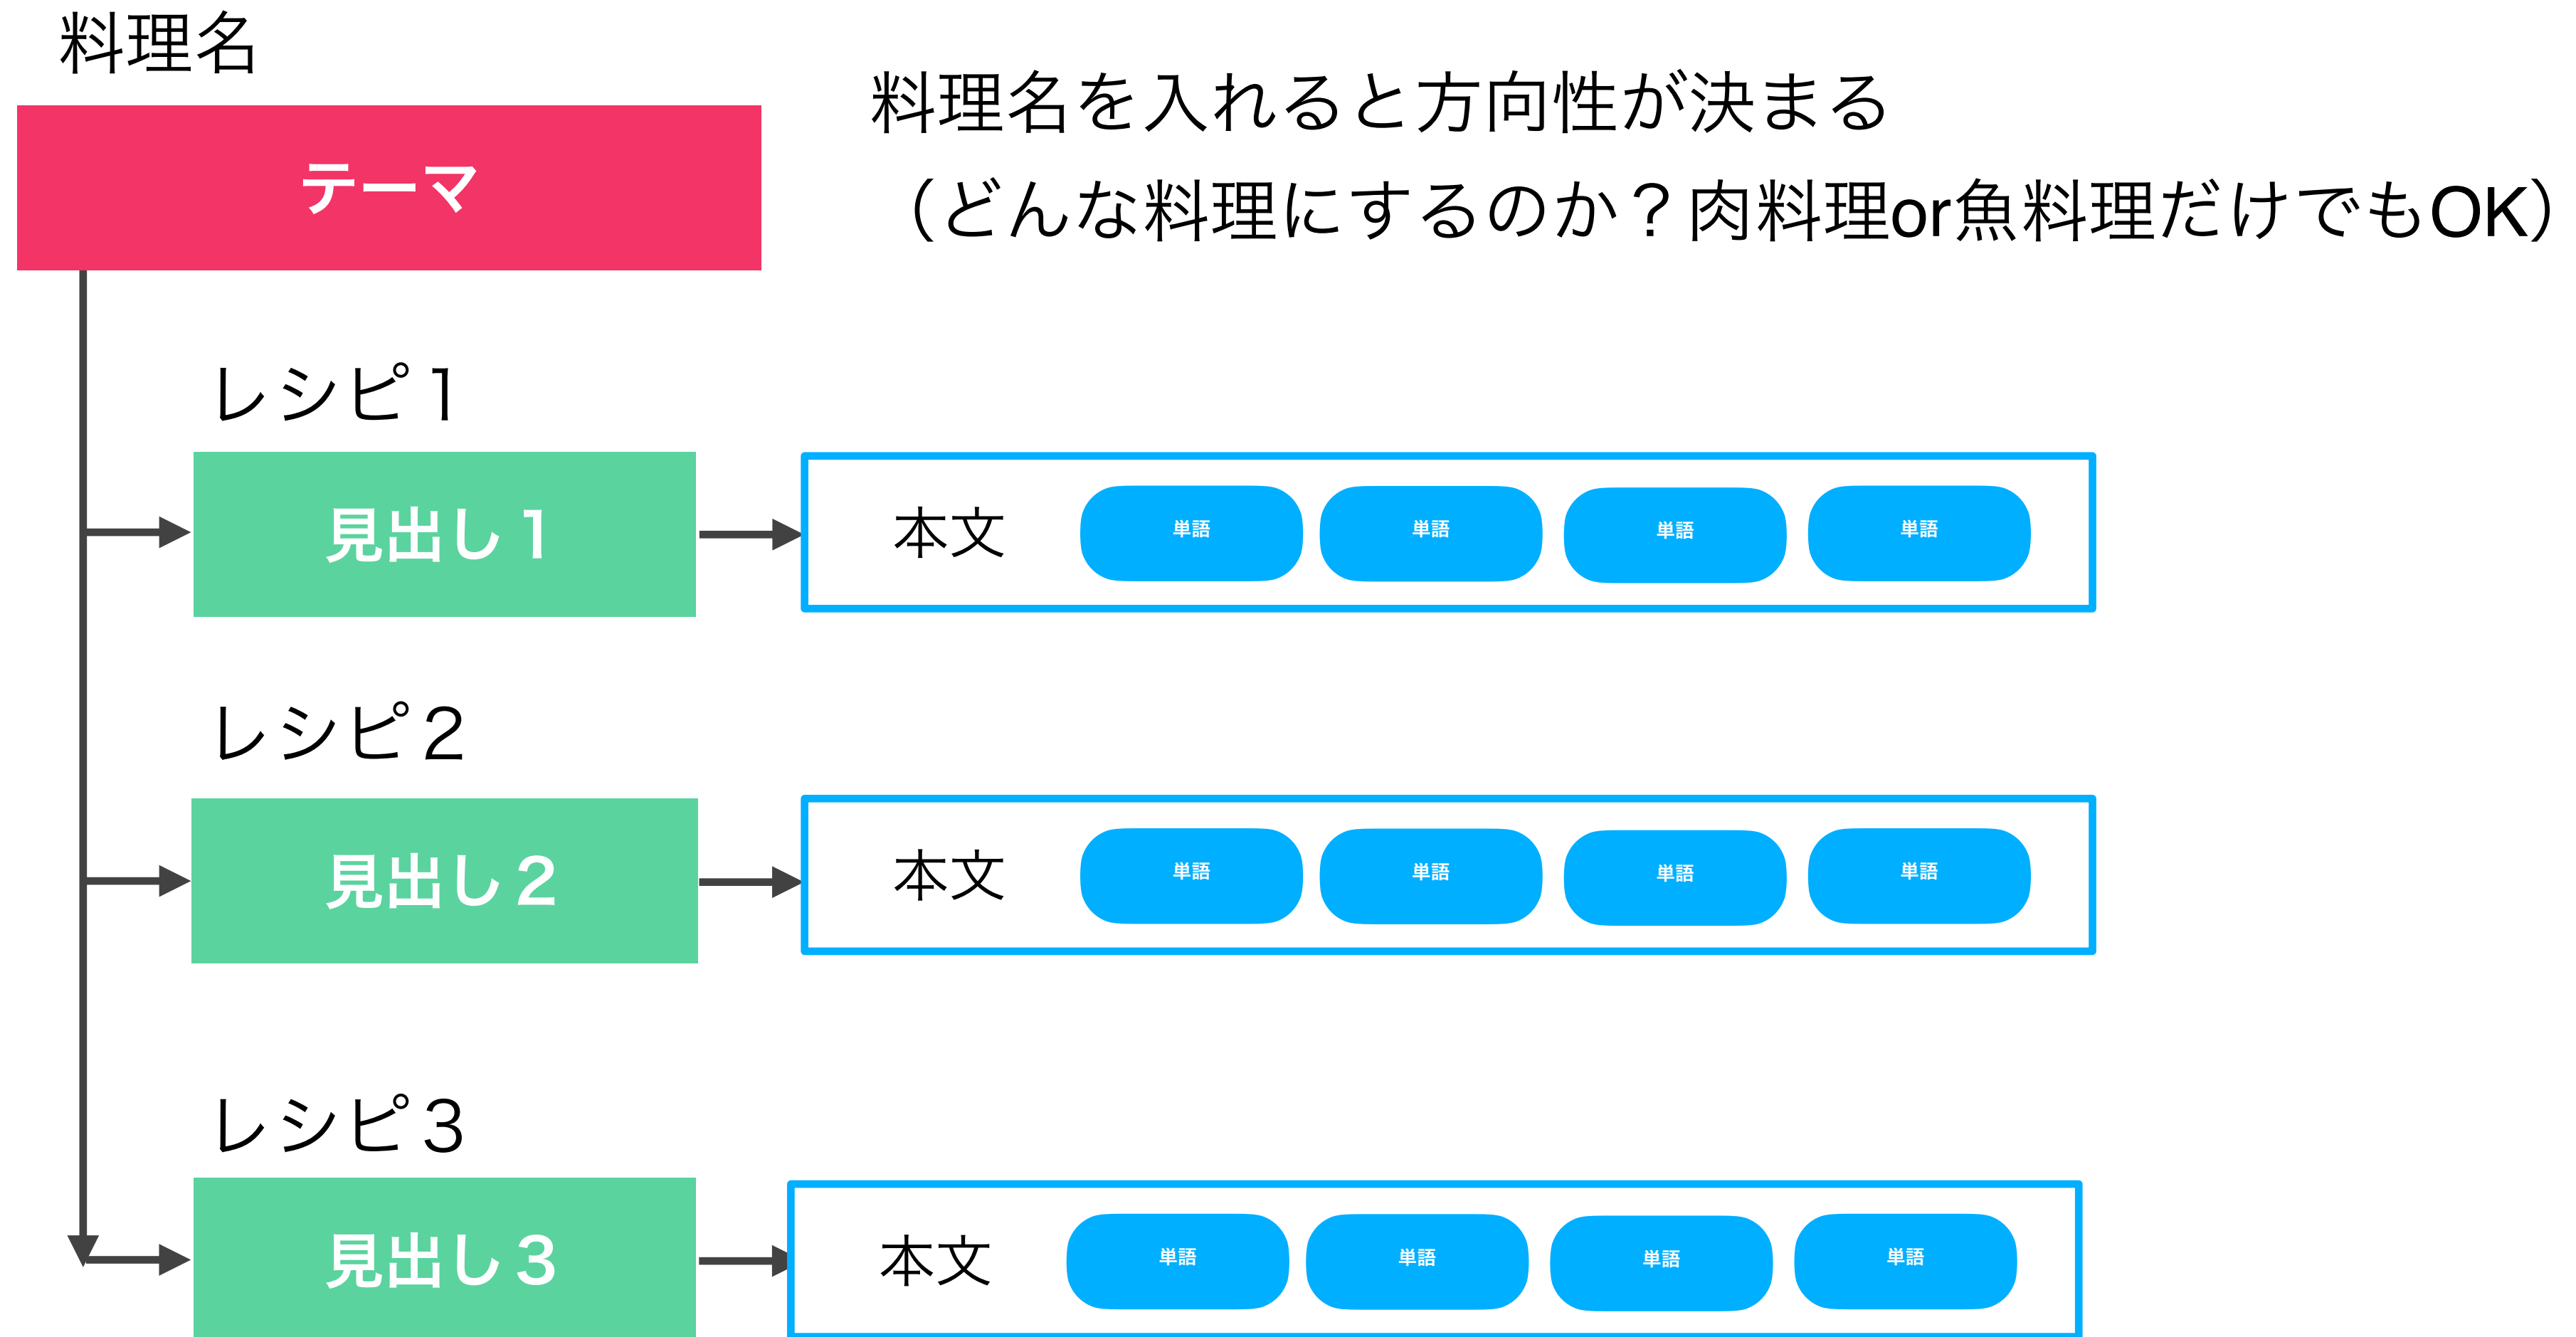 料理名
料理名を入れると方向性が決まる
（どんな料理にするのか？肉料理or魚料理だけでもOK）
テーマ
レシピ１
見出し１
本文 単語 単語 単語 単語
レシピ２
見出し２
本文 単語 単語 単語 単語
レシピ３
見出し３
本文 単語 単語 単語 単語